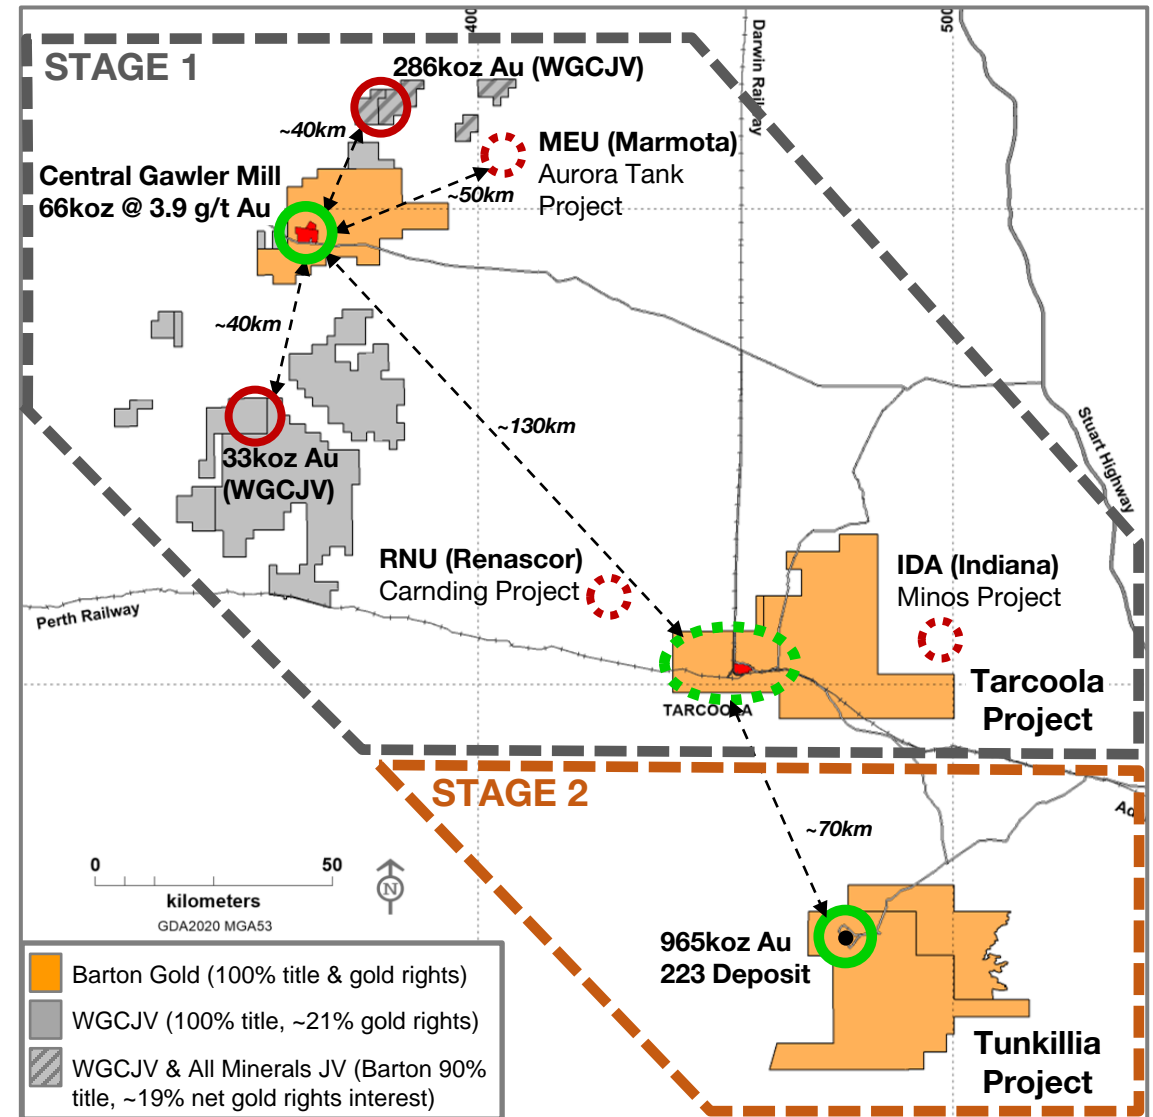 400
500
STAGE 1
286koz Au (WGCJV)
Darwin Railway
~40km
MEU (Marmota)
Aurora Tank
Project
Central Gawler Mill
66koz @ 3.9 g/t Au
~50km
~40km
~130km
Stuart Highway
33koz Au
(WGCJV)
RNU (Renascor)
Carnding Project
IDA (Indiana)
Minos Project
Perth Railway
Tarcoola
Project
TARCOOLA
STAGE 2
Ad
~70km
0 50
kilometers
GDA2020 MGA53
N
965koz Au
223 Deposit
Tunkillia
Project
Barton Gold (100% title & gold rights)
WGCJV (100% title, ~21% gold rights)
WGCJV & All Minerals JV (Barton 90%
title, ~19% net gold rights interest)